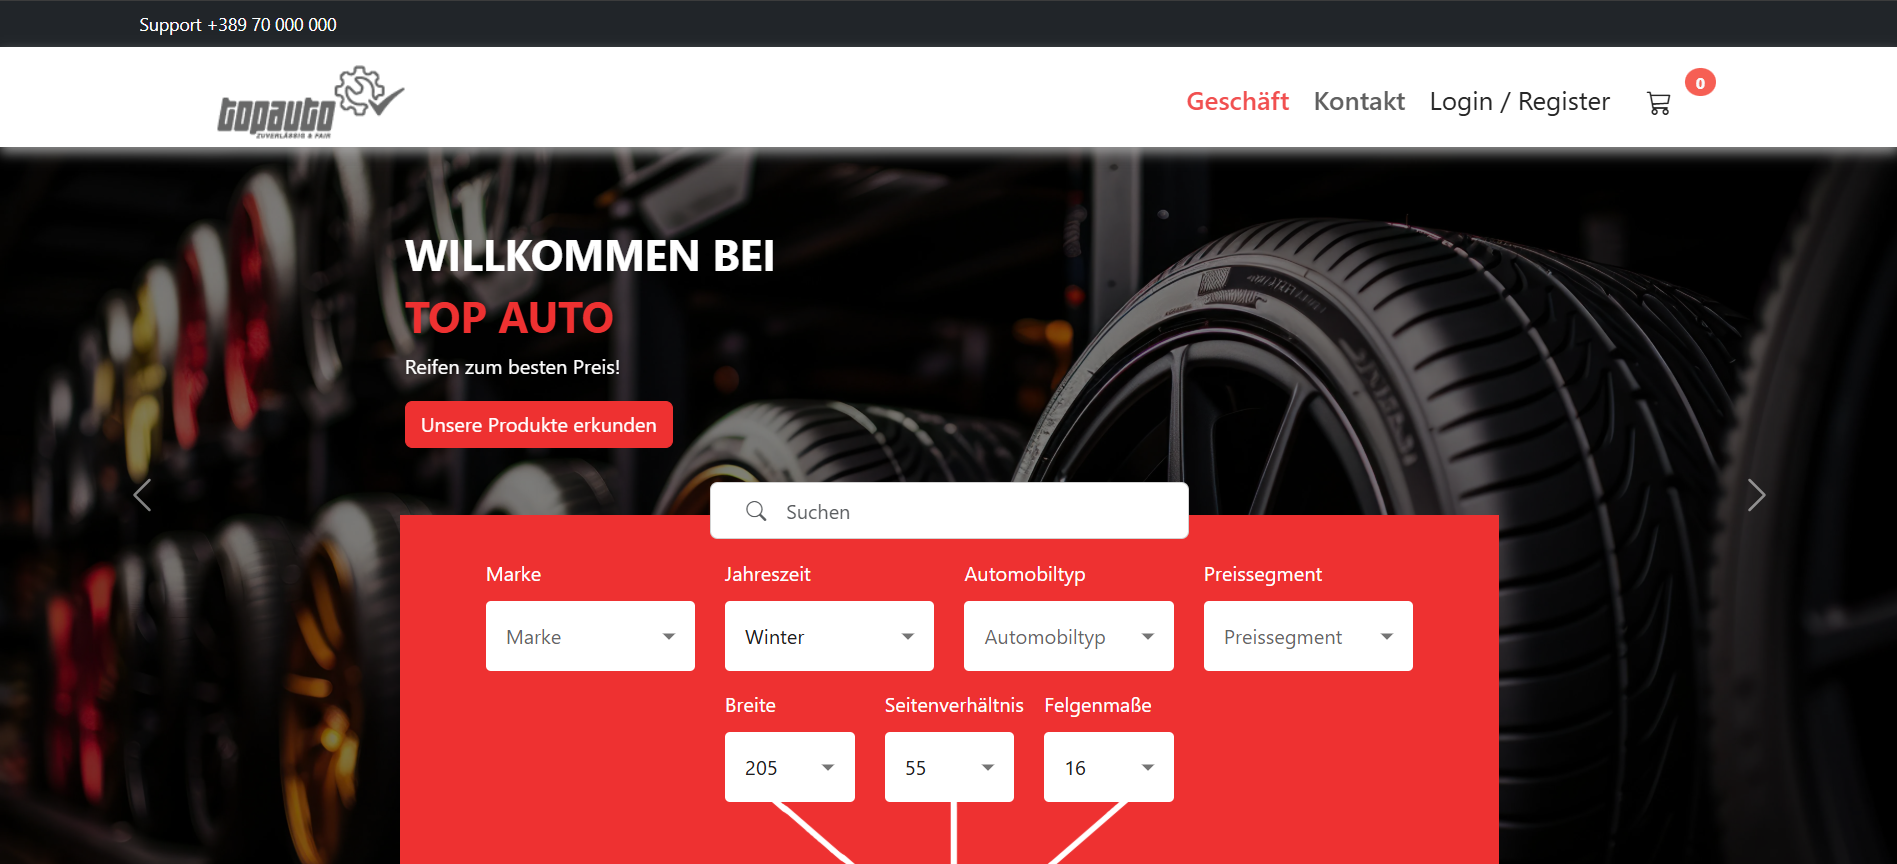 Support +389 70 000 000
topauto
ZUVERLÄSSIG & FAIR
Geschäft Kontakt Login / Register 0
WILLKOMMEN BEI
TOP AUTO
Reifen zum besten Preis!
Unsere Produkte erkunden
Suchen
Marke Jahreszeit Automobiltyp Preissegment
Marke Winter Automobiltyp Preissegment
Breite Seitenverhältnis Felgenmaße
205 55 16